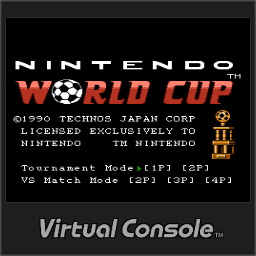 NINTENDO
TM
WORLD CUP
©1990 TECHNOS JAPAN CORP
LICENSED EXCLUSIVELY TO
NINTENDO TM NINTENDO
Tournament Mode [1P] [2P]
VS Match Mode [2P] [3P] [4P]
Virtual Console TM